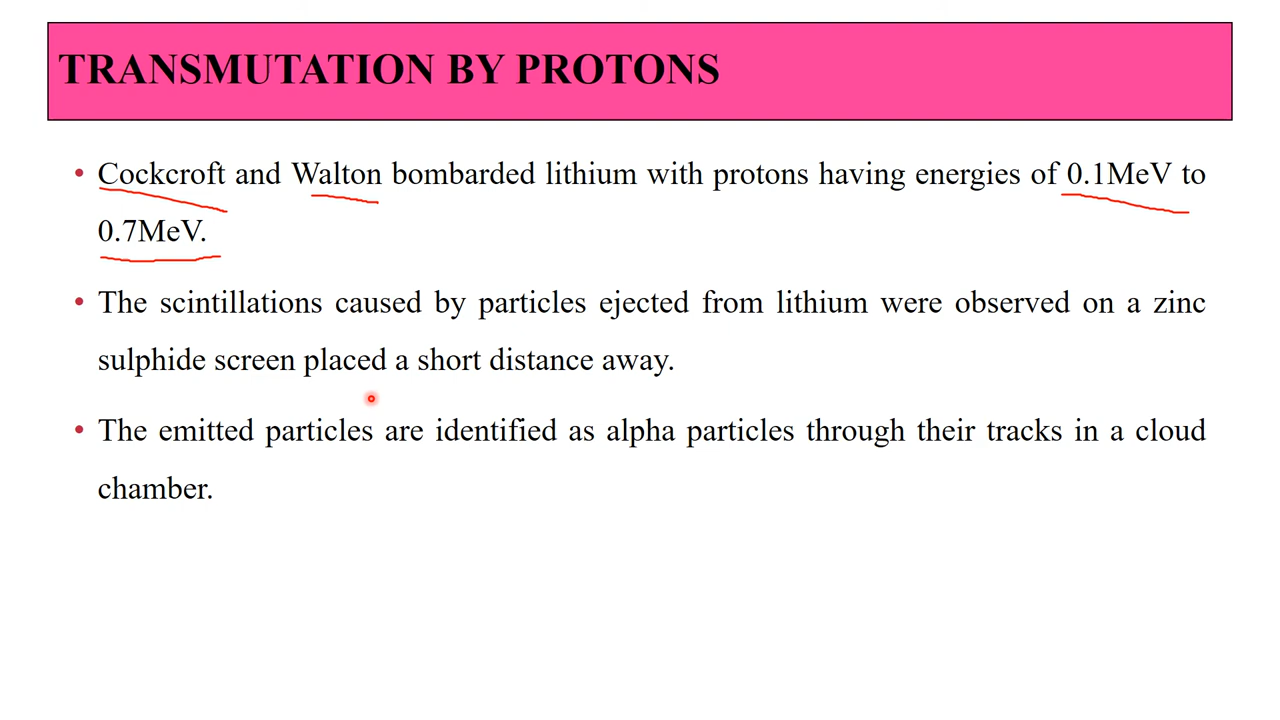 TRANSMUTATION BY PROTONS
• Cockcroft and Walton bombarded lithium with protons having energies of 0.1MeV to
0.7MeV.
• The scintillations caused by particles ejected from lithium were observed on a zinc
sulphide screen placed a short distance away.
• The emitted particles are identified as alpha particles through their tracks in a cloud
chamber.